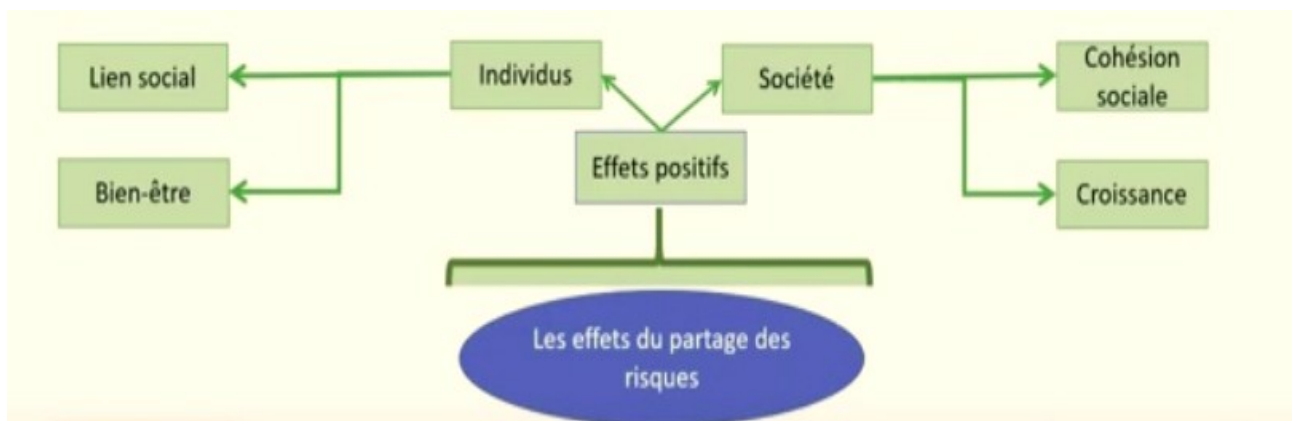 Lien social
Individus
Société
Cohésion
sociale
Effets positifs
Bien-être
Croissance
Les effets du partage des
risques